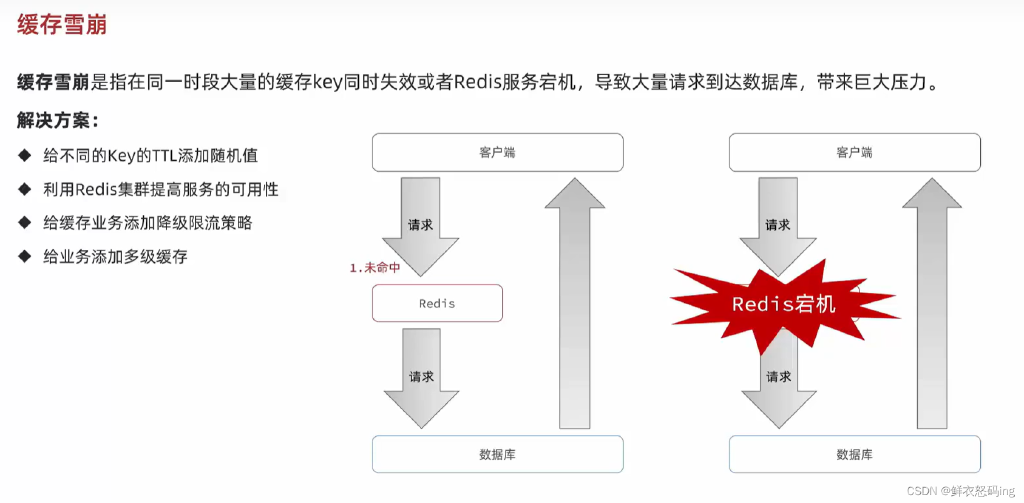 缓存雪崩
缓存雪崩是指在同一时段大量的缓存key同时失效或者Redis服务宕机，导致大量请求到达数据库，带来巨大压力。
解决方案：
◆ 给不同的Key的TTL添加随机值
◆ 利用Redis集群提高服务的可用性
◆ 给缓存业务添加降级限流策略
◆ 给业务添加多级缓存
客户端
请求
1.未命中
Redis
请求
数据库
客户端
请求
Redis宕机
请求
数据库
CSDN @鲜衣怒码ing